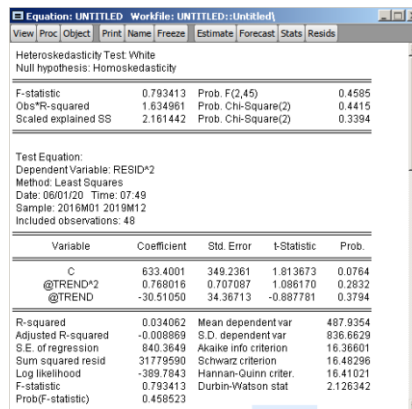 Equation: UNTITLED Workfile: UNTITLED::Untitled\
View Proc Object Print Name Freeze Estimate Forecast Stats Resids
Heteroskedasticity Test: White
Null hypothesis: Homoskedasticity
F-statistic 0.793413 Prob. F(2,45) 0.4585
Obs*R-squared 1.634961 Prob. Chi-Square(2) 0.4415
Scaled explained SS 2.161442 Prob. Chi-Square(2) 0.3394
Test Equation:
Dependent Variable: RESID^2
Method: Least Squares
Date: 06/01/20 Time: 07:49
Sample: 2016M01 2019M12
Included observations: 48
Variable Coefficient Std. Error t-Statistic Prob.
C 633.4001 349.2361 1.813673 0.0764
@TREND^2 0.768016 0.707087 1.086170 0.2832
@TREND -30.51050 34.36713 -0.887781 0.3794
R-squared 0.034062 Mean dependent var 487.9354
Adjusted R-squared -0.008869 S.D. dependent var 836.6629
S.E. of regression 840.3649 Akaike info criterion 16.36601
Sum squared resid 31779590 Schwarz criterion 16.48296
Log likelihood -389.7843 Hannan-Quinn criter. 16.41021
F-statistic 0.793413 Durbin-Watson stat 2.126342
Prob(F-statistic) 0.458523